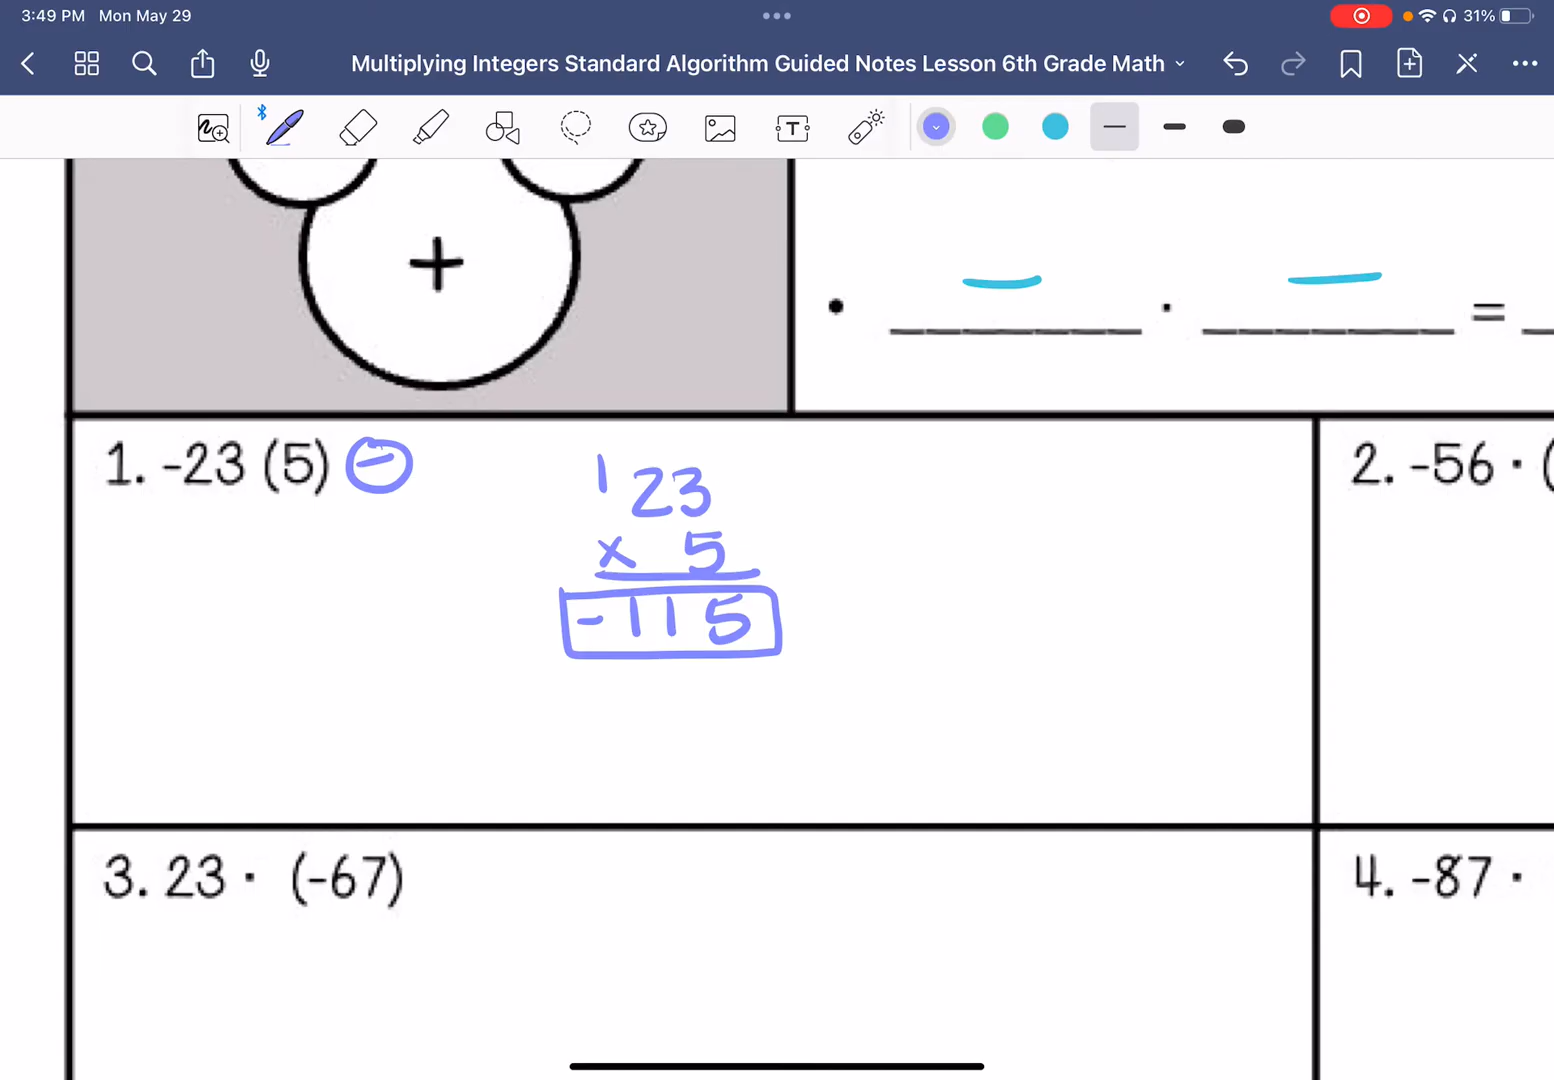 3:49 PM Mon May 29
31%
Multiplying Integers Standard Algorithm Guided Notes Lesson 6th Grade Math
T
+
• — · — =
1. -23 (5) −
1
23
x 5
-115
2. -56 · (
3. 23 · (-67)
4. -87 ·